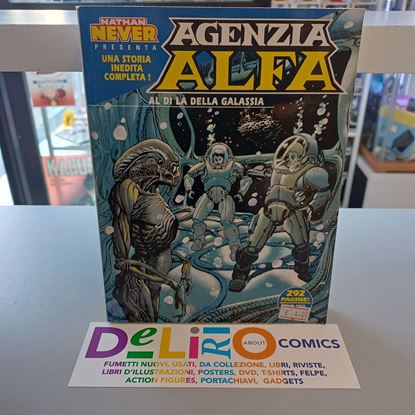 NATHAN
NEVER
PRESENTA
UNA STORIA
INEDITA
COMPLETA !
AGENZIA
ALFA
AL DI LÀ DELLA GALASSIA
292
PAGINE!
DeLiRiO ABOUT COMICS
FUMETTI NUOVI, USATI, DA COLLEZIONE, LIBRI, RIVISTE,
LIBRI D'ILLUSTRAZIONI, POSTERS, DVD, T-SHIRTS, FELPE,
ACTION FIGURES, PORTACHIAVI, GADGETS